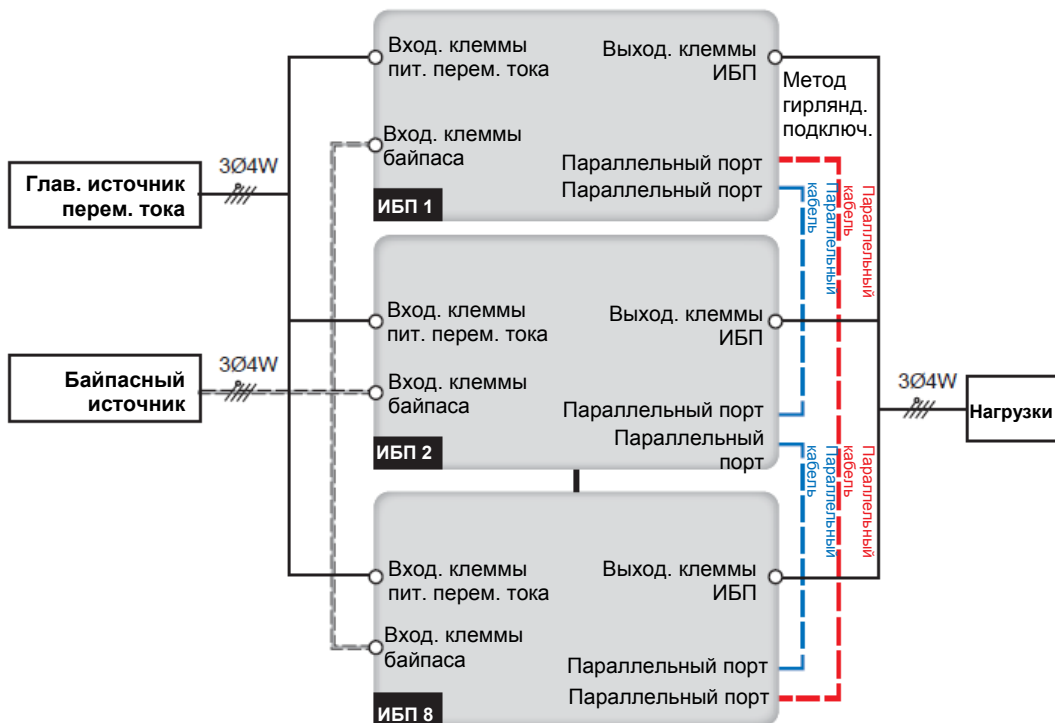 Вход. клеммы
пит. перем. тока
Выход. клеммы
ИБП
Метод
гирлянд.
подключ.
Вход. клеммы
байпаса
Параллельный порт
Параллельный порт
ИБП 1
3Ø4W
Глав. источник
перем. тока
Параллельный
кабель
Параллельный
кабель
Вход. клеммы
пит. перем. тока
Выход. клеммы
ИБП
3Ø4W
Байпасный
источник
Вход. клеммы
байпаса
Параллельный порт
Параллельный
порт
ИБП 2
3Ø4W
Нагрузки
Параллельный
кабель
Параллельный
кабель
Вход. клеммы
пит. перем. тока
Выход. клеммы
ИБП
Вход. клеммы
байпаса
Параллельный порт
Параллельный порт
ИБП 8